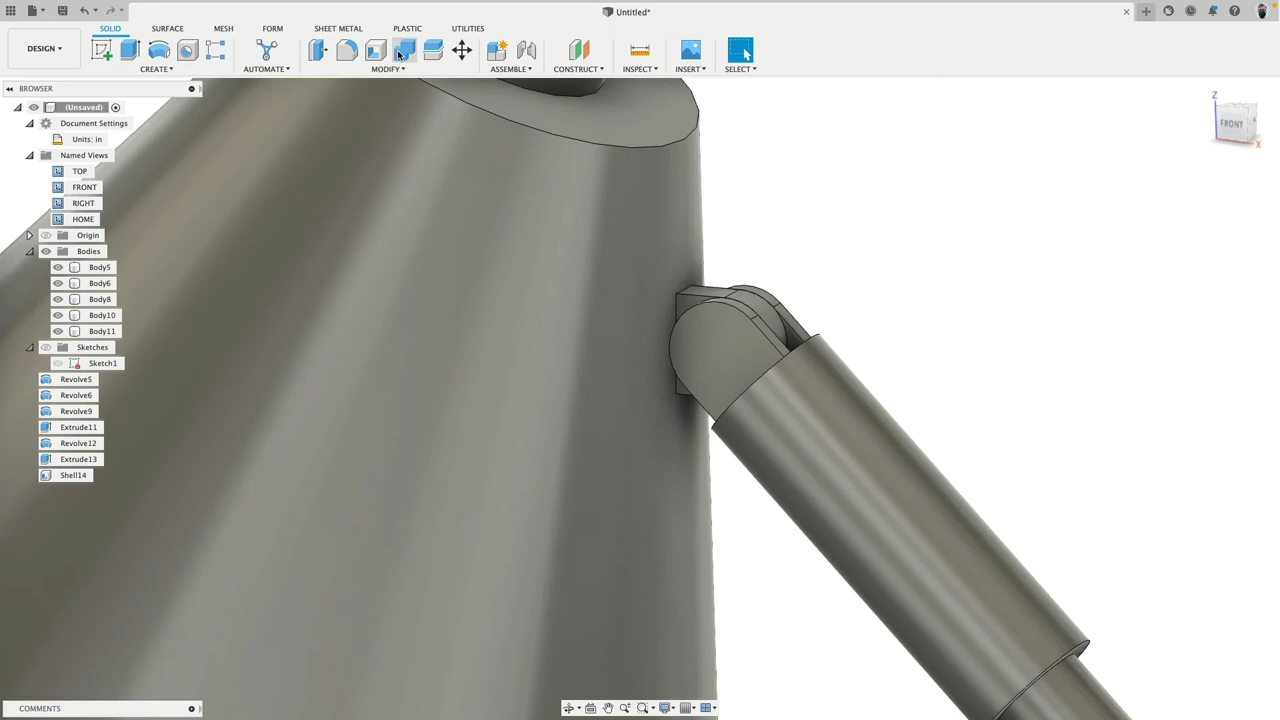 Untitled*
DESIGN
SOLID
SURFACE
MESH
FORM
SHEET METAL
PLASTIC
UTILITIES
CREATE
AUTOMATE
MODIFY
ASSEMBLE
CONSTRUCT
INSPECT
INSERT
SELECT
BROWSER
(Unsaved)
Document Settings
Units: in
Named Views
TOP
FRONT
RIGHT
HOME
Origin
Bodies
Body5
Body6
Body8
Body10
Body11
Sketches
Sketch1
Revolve5
Revolve6
Revolve9
Extrude11
Revolve12
Extrude13
Shell14
Z
FRONT
X
COMMENTS